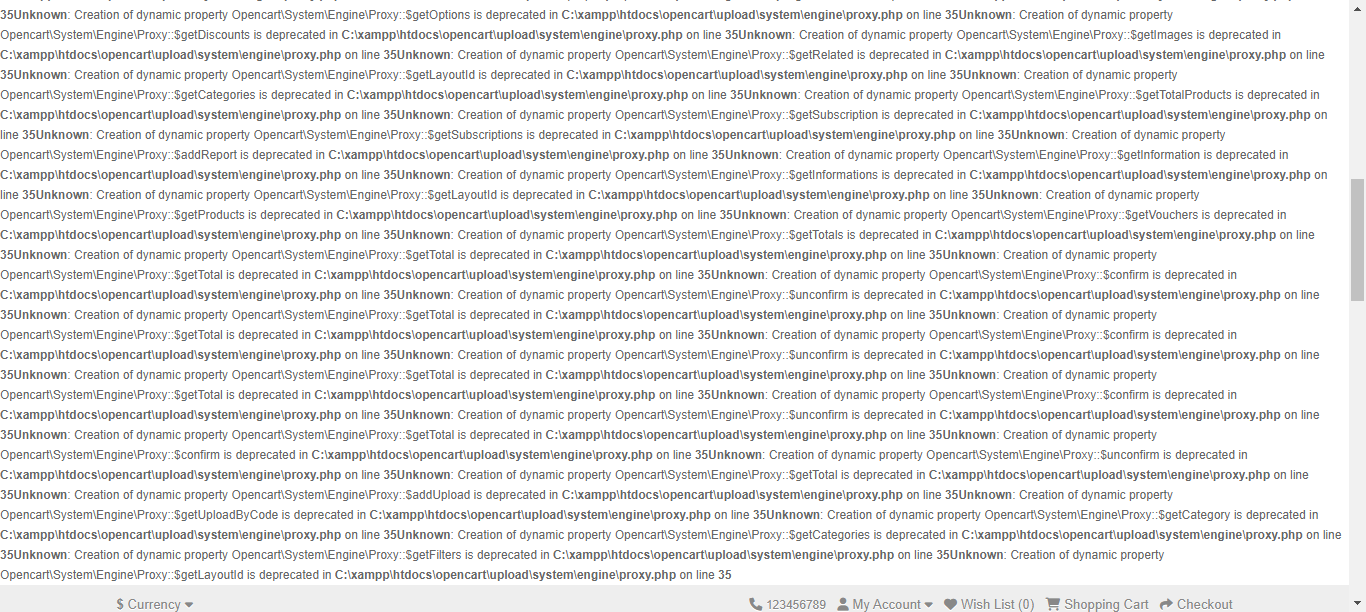 35Unknown: Creation of dynamic property Opencart\System\Engine\Proxy::$getOptions is deprecated in C:\xampp\htdocs\opencart\upload\system\engine\proxy.php on line 35Unknown: Creation of dynamic property
Opencart\System\Engine\Proxy::$getDiscounts is deprecated in C:\xampp\htdocs\opencart\upload\system\engine\proxy.php on line 35Unknown: Creation of dynamic property Opencart\System\Engine\Proxy::$getImages is deprecated in
C:\xampp\htdocs\opencart\upload\system\engine\proxy.php on line 35Unknown: Creation of dynamic property Opencart\System\Engine\Proxy::$getRelated is deprecated in C:\xampp\htdocs\opencart\upload\system\engine\proxy.php on line
35Unknown: Creation of dynamic property Opencart\System\Engine\Proxy::$getLayoutId is deprecated in C:\xampp\htdocs\opencart\upload\system\engine\proxy.php on line 35Unknown: Creation of dynamic property
Opencart\System\Engine\Proxy::$getCategories is deprecated in C:\xampp\htdocs\opencart\upload\system\engine\proxy.php on line 35Unknown: Creation of dynamic property Opencart\System\Engine\Proxy::$getTotalProducts is deprecated in
C:\xampp\htdocs\opencart\upload\system\engine\proxy.php on line 35Unknown: Creation of dynamic property Opencart\System\Engine\Proxy::$getSubscription is deprecated in C:\xampp\htdocs\opencart\upload\system\engine\proxy.php on
line 35Unknown: Creation of dynamic property Opencart\System\Engine\Proxy::$getSubscriptions is deprecated in C:\xampp\htdocs\opencart\upload\system\engine\proxy.php on line 35Unknown: Creation of dynamic property
Opencart\System\Engine\Proxy::$addReport is deprecated in C:\xampp\htdocs\opencart\upload\system\engine\proxy.php on line 35Unknown: Creation of dynamic property Opencart\System\Engine\Proxy::$getInformation is deprecated in
C:\xampp\htdocs\opencart\upload\system\engine\proxy.php on line 35Unknown: Creation of dynamic property Opencart\System\Engine\Proxy::$getInformations is deprecated in C:\xampp\htdocs\opencart\upload\system\engine\proxy.php on
line 35Unknown: Creation of dynamic property Opencart\System\Engine\Proxy::$getLayoutId is deprecated in C:\xampp\htdocs\opencart\upload\system\engine\proxy.php on line 35Unknown: Creation of dynamic property
Opencart\System\Engine\Proxy::$getProducts is deprecated in C:\xampp\htdocs\opencart\upload\system\engine\proxy.php on line 35Unknown: Creation of dynamic property Opencart\System\Engine\Proxy::$getVouchers is deprecated in
C:\xampp\htdocs\opencart\upload\system\engine\proxy.php on line 35Unknown: Creation of dynamic property Opencart\System\Engine\Proxy::$getTotals is deprecated in C:\xampp\htdocs\opencart\upload\system\engine\proxy.php on line
35Unknown: Creation of dynamic property Opencart\System\Engine\Proxy::$getTotal is deprecated in C:\xampp\htdocs\opencart\upload\system\engine\proxy.php on line 35Unknown: Creation of dynamic property
Opencart\System\Engine\Proxy::$getTotal is deprecated in C:\xampp\htdocs\opencart\upload\system\engine\proxy.php on line 35Unknown: Creation of dynamic property Opencart\System\Engine\Proxy::$confirm is deprecated in
C:\xampp\htdocs\opencart\upload\system\engine\proxy.php on line 35Unknown: Creation of dynamic property Opencart\System\Engine\Proxy::$unconfirm is deprecated in C:\xampp\htdocs\opencart\upload\system\engine\proxy.php on line
35Unknown: Creation of dynamic property Opencart\System\Engine\Proxy::$getTotal is deprecated in C:\xampp\htdocs\opencart\upload\system\engine\proxy.php on line 35Unknown: Creation of dynamic property
Opencart\System\Engine\Proxy::$getTotal is deprecated in C:\xampp\htdocs\opencart\upload\system\engine\proxy.php on line 35Unknown: Creation of dynamic property Opencart\System\Engine\Proxy::$confirm is deprecated in
C:\xampp\htdocs\opencart\upload\system\engine\proxy.php on line 35Unknown: Creation of dynamic property Opencart\System\Engine\Proxy::$unconfirm is deprecated in C:\xampp\htdocs\opencart\upload\system\engine\proxy.php on line
35Unknown: Creation of dynamic property Opencart\System\Engine\Proxy::$getTotal is deprecated in C:\xampp\htdocs\opencart\upload\system\engine\proxy.php on line 35Unknown: Creation of dynamic property
Opencart\System\Engine\Proxy::$getTotal is deprecated in C:\xampp\htdocs\opencart\upload\system\engine\proxy.php on line 35Unknown: Creation of dynamic property Opencart\System\Engine\Proxy::$confirm is deprecated in
C:\xampp\htdocs\opencart\upload\system\engine\proxy.php on line 35Unknown: Creation of dynamic property Opencart\System\Engine\Proxy::$unconfirm is deprecated in C:\xampp\htdocs\opencart\upload\system\engine\proxy.php on line
35Unknown: Creation of dynamic property Opencart\System\Engine\Proxy::$getTotal is deprecated in C:\xampp\htdocs\opencart\upload\system\engine\proxy.php on line 35Unknown: Creation of dynamic property
Opencart\System\Engine\Proxy::$confirm is deprecated in C:\xampp\htdocs\opencart\upload\system\engine\proxy.php on line 35Unknown: Creation of dynamic property Opencart\System\Engine\Proxy::$unconfirm is deprecated in
C:\xampp\htdocs\opencart\upload\system\engine\proxy.php on line 35Unknown: Creation of dynamic property Opencart\System\Engine\Proxy::$getTotal is deprecated in C:\xampp\htdocs\opencart\upload\system\engine\proxy.php on line
35Unknown: Creation of dynamic property Opencart\System\Engine\Proxy::$addUpload is deprecated in C:\xampp\htdocs\opencart\upload\system\engine\proxy.php on line 35Unknown: Creation of dynamic property
Opencart\System\Engine\Proxy::$getUploadByCode is deprecated in C:\xampp\htdocs\opencart\upload\system\engine\proxy.php on line 35Unknown: Creation of dynamic property Opencart\System\Engine\Proxy::$getCategory is deprecated in
C:\xampp\htdocs\opencart\upload\system\engine\proxy.php on line 35Unknown: Creation of dynamic property Opencart\System\Engine\Proxy::$getCategories is deprecated in C:\xampp\htdocs\opencart\upload\system\engine\proxy.php on line
35Unknown: Creation of dynamic property Opencart\System\Engine\Proxy::$getFilters is deprecated in C:\xampp\htdocs\opencart\upload\system\engine\proxy.php on line 35Unknown: Creation of dynamic property
Opencart\System\Engine\Proxy::$getLayoutId is deprecated in C:\xampp\htdocs\opencart\upload\system\engine\proxy.php on line 35
$ Currency 123456789 My Account Wish List (0) Shopping Cart Checkout